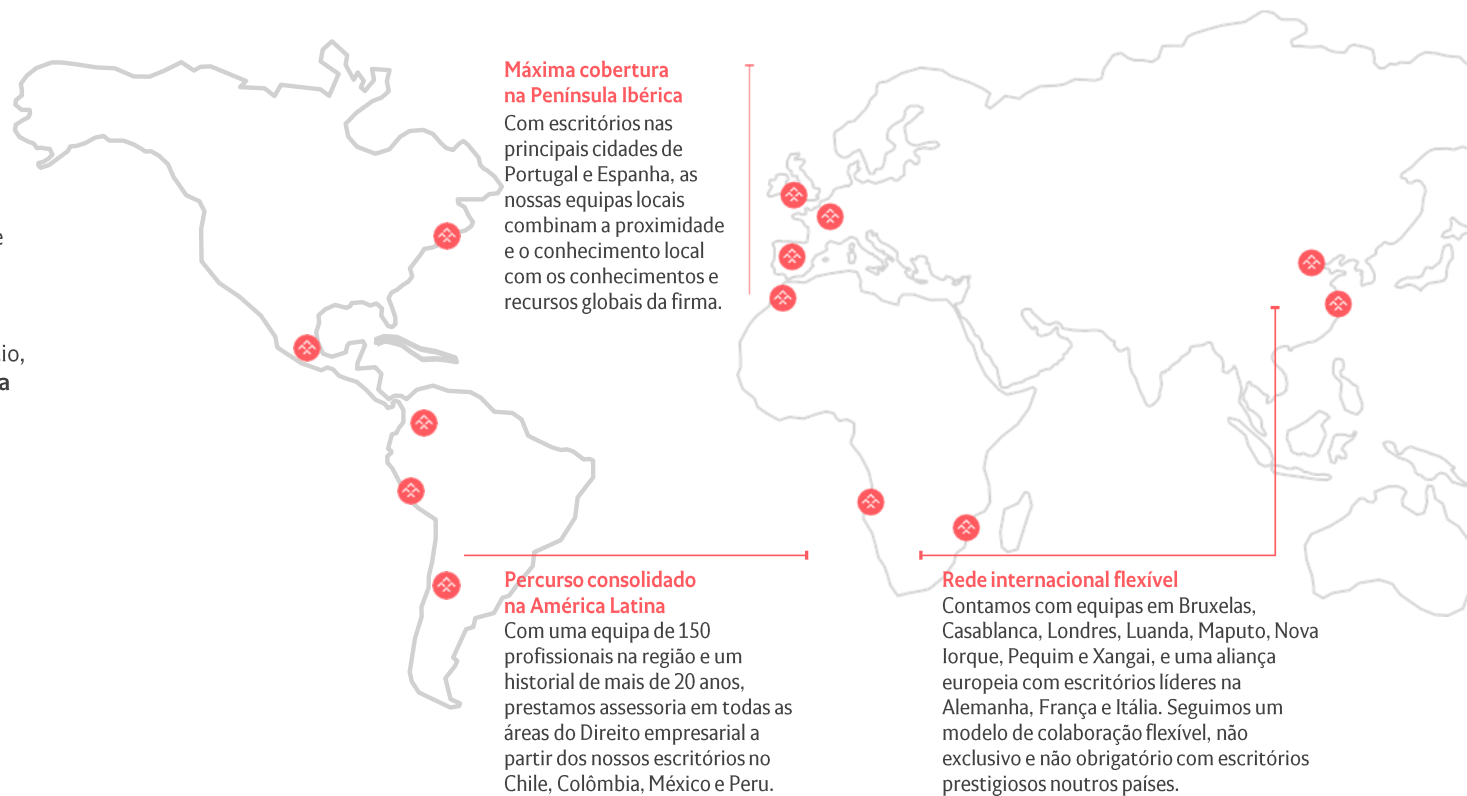 e
io,
a
Máxima cobertura
na Península Ibérica
Com escritórios nas
principais cidades de
Portugal e Espanha, as
nossas equipas locais
combinam a proximidade
e o conhecimento local
com os conhecimentos e
recursos globais da firma.
Percurso consolidado
na América Latina
Com uma equipa de 150
profissionais na região e um
historial de mais de 20 anos,
prestamos assessoria em todas as
áreas do Direito empresarial a
partir dos nossos escritórios no
Chile, Colômbia, México e Peru.
Rede internacional flexível
Contamos com equipas em Bruxelas,
Casablanca, Londres, Luanda, Maputo, Nova
Iorque, Pequim e Xangai, e uma aliança
europeia com escritórios líderes na
Alemanha, França e Itália. Seguimos um
modelo de colaboração flexível, não
exclusivo e não obrigatório com escritórios
prestigiosos noutros países.